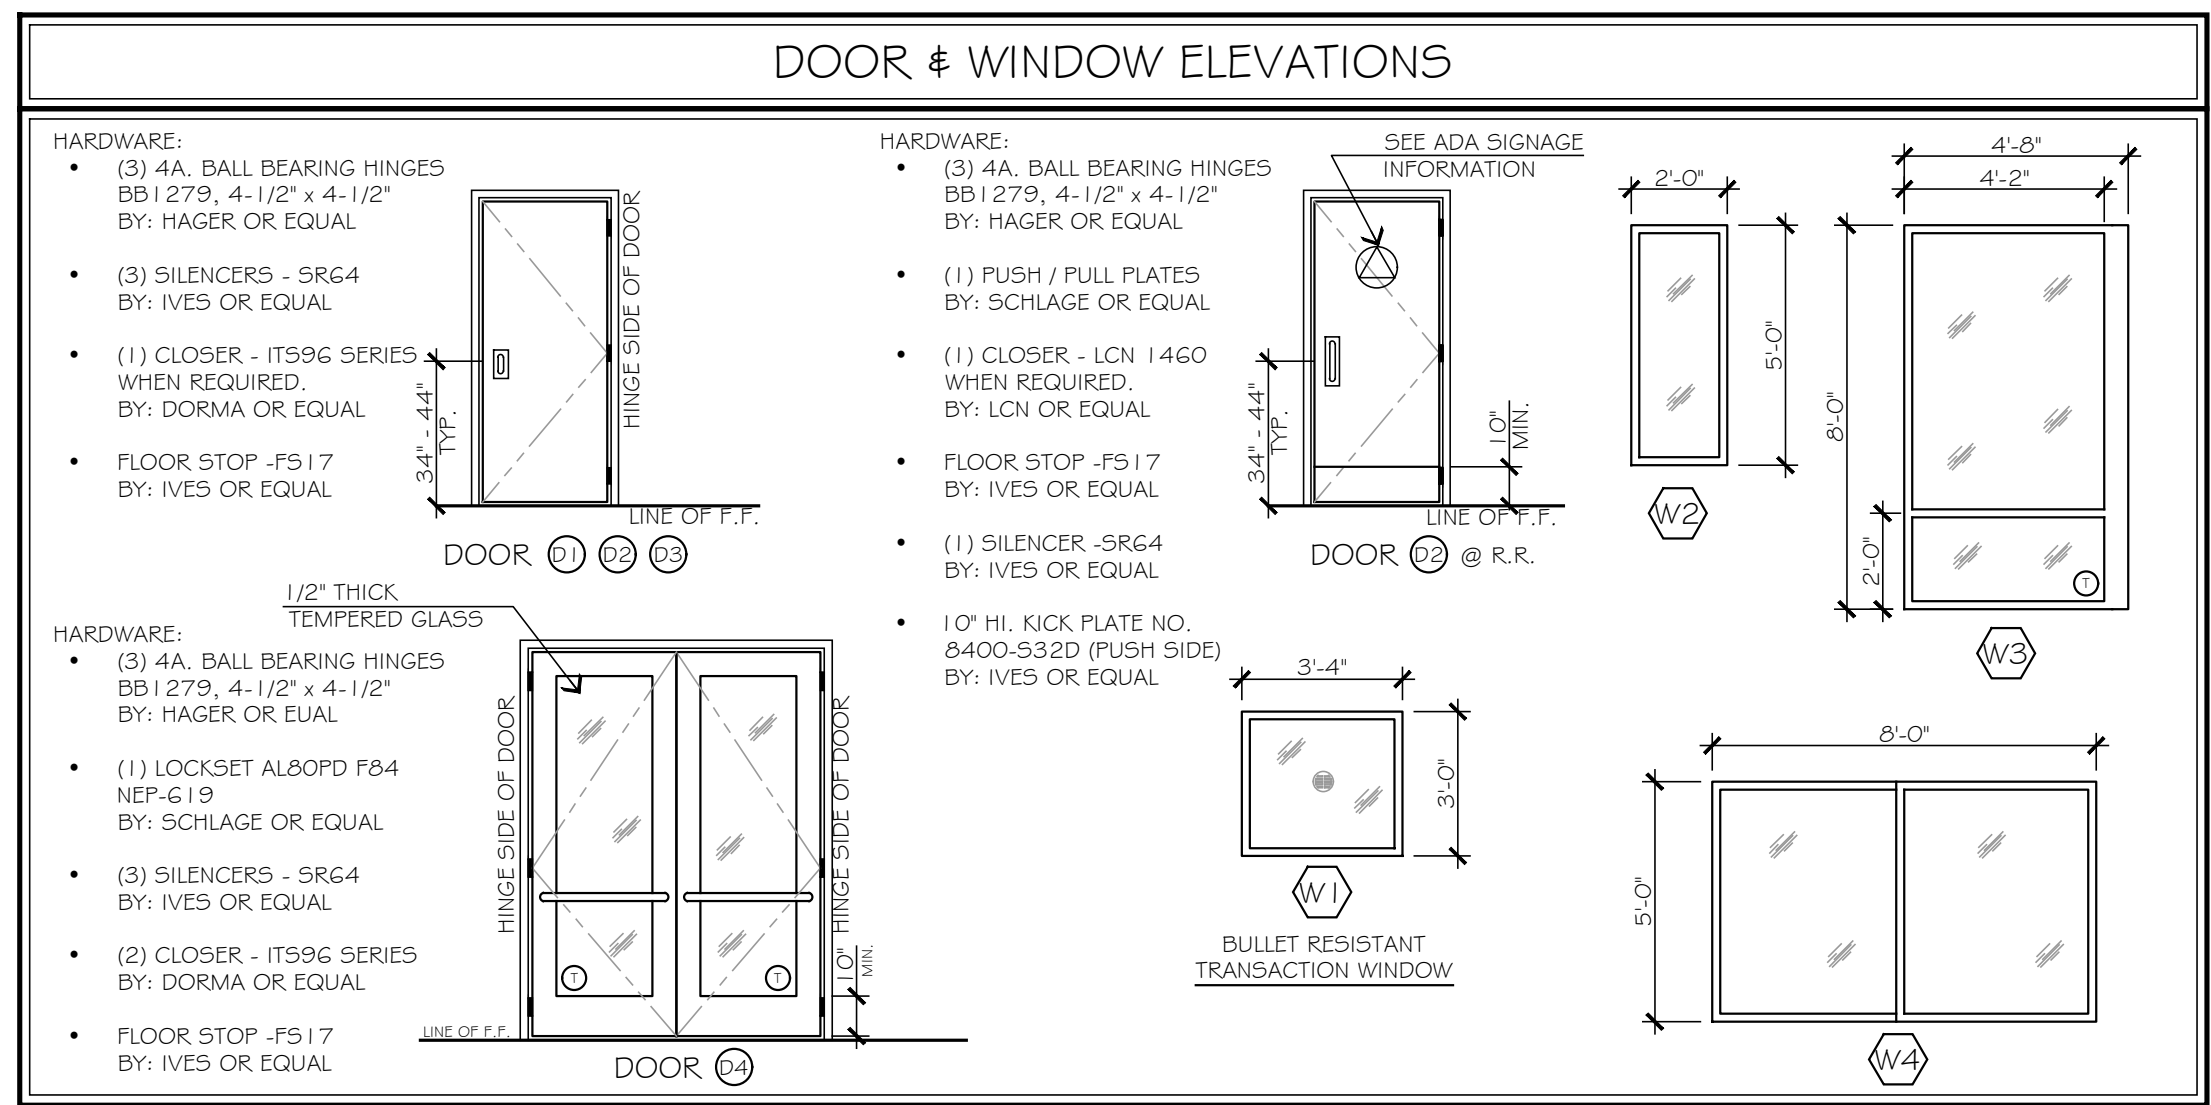 DOOR & WINDOW ELEVATIONS
HARDWARE:
• (3) 4A. BALL BEARING HINGES
BB1279, 4-1/2" x 4-1/2"
BY: HAGER OR EQUAL
• (3) SILENCERS - SR64
BY: IVES OR EQUAL
• (1) CLOSER - ITS96 SERIES
WHEN REQUIRED.
BY: DORMA OR EQUAL
• FLOOR STOP -FS17
BY: IVES OR EQUAL
34" - 44"
TYP.
HINGE SIDE OF DOOR
LINE OF F.F.
DOOR D1 D2 D3
HARDWARE:
• (3) 4A. BALL BEARING HINGES
BB1279, 4-1/2" x 4-1/2"
BY: HAGER OR EQUAL
• (1) PUSH / PULL PLATES
BY: SCHLAGE OR EQUAL
• (1) CLOSER - LCN 1460
WHEN REQUIRED.
BY: LCN OR EQUAL
• FLOOR STOP -FS17
BY: IVES OR EQUAL
• (1) SILENCER -SR64
BY: IVES OR EQUAL
• 10" HI. KICK PLATE NO.
8400-S32D (PUSH SIDE)
BY: IVES OR EQUAL
SEE ADA SIGNAGE
INFORMATION
34" - 44"
TYP.
10"
MIN.
LINE OF F.F.
DOOR D2 @ R.R.
2'-0"
5'-0"
W2
4'-8"
4'-2"
8'-0"
2'-0"
T
W3
1/2" THICK
TEMPERED GLASS
HARDWARE:
• (3) 4A. BALL BEARING HINGES
BB1279, 4-1/2" x 4-1/2"
BY: HAGER OR EUAL
• (1) LOCKSET AL80PD F84
NEP-619
BY: SCHLAGE OR EQUAL
• (3) SILENCERS - SR64
BY: IVES OR EQUAL
• (2) CLOSER - ITS96 SERIES
BY: DORMA OR EQUAL
• FLOOR STOP -FS17
BY: IVES OR EQUAL
HINGE SIDE OF DOOR
HINGE SIDE OF DOOR
T
T
10"
MIN.
LINE OF F.F.
DOOR D4
3'-4"
3'-0"
W1
BULLET RESISTANT
TRANSACTION WINDOW
8'-0"
5'-0"
W4